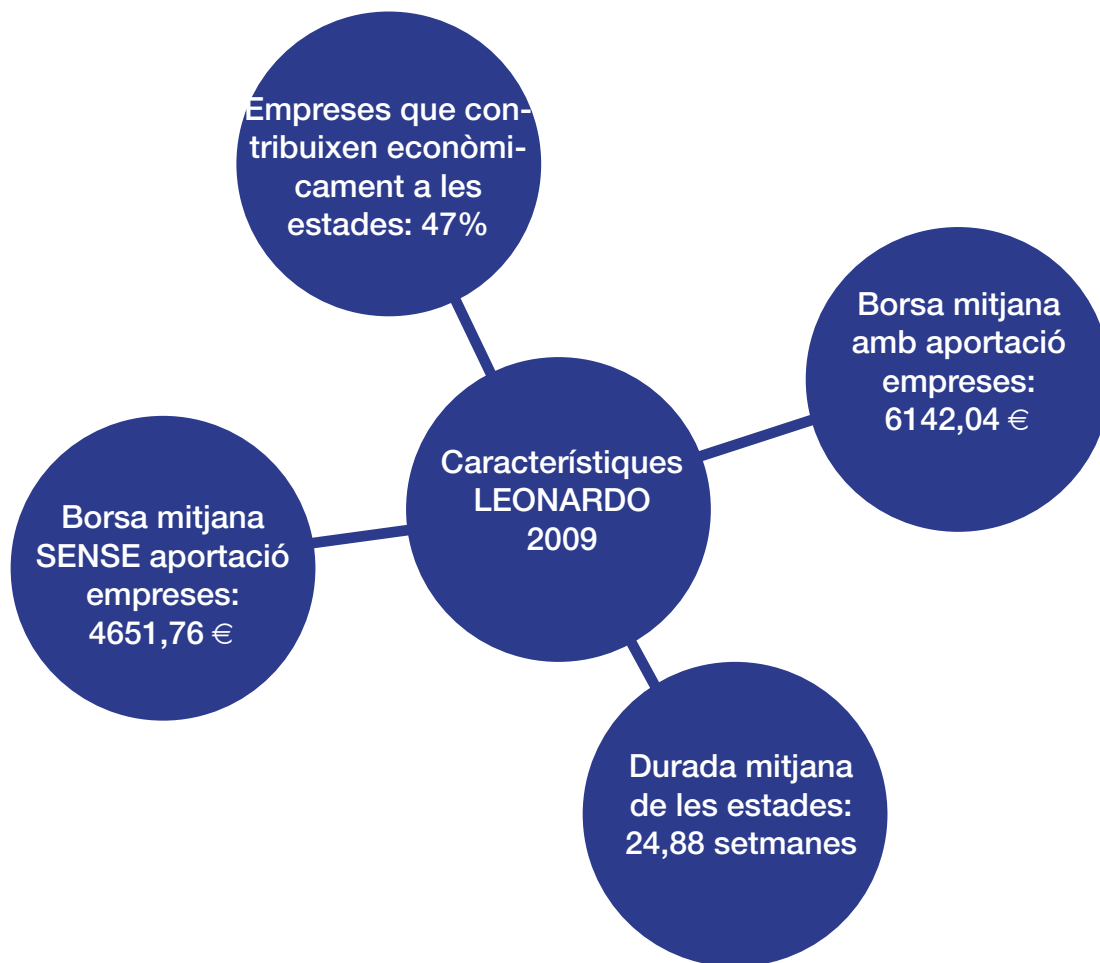 Empreses que con-
tribuixen econòmi-
cament a les
estades: 47%
Borsa mitjana
amb aportació
empreses:
6142,04 €
Característiques
LEONARDO
2009
Borsa mitjana
SENSE aportació
empreses:
4651,76 €
Durada mitjana
de les estades:
24,88 setmanes